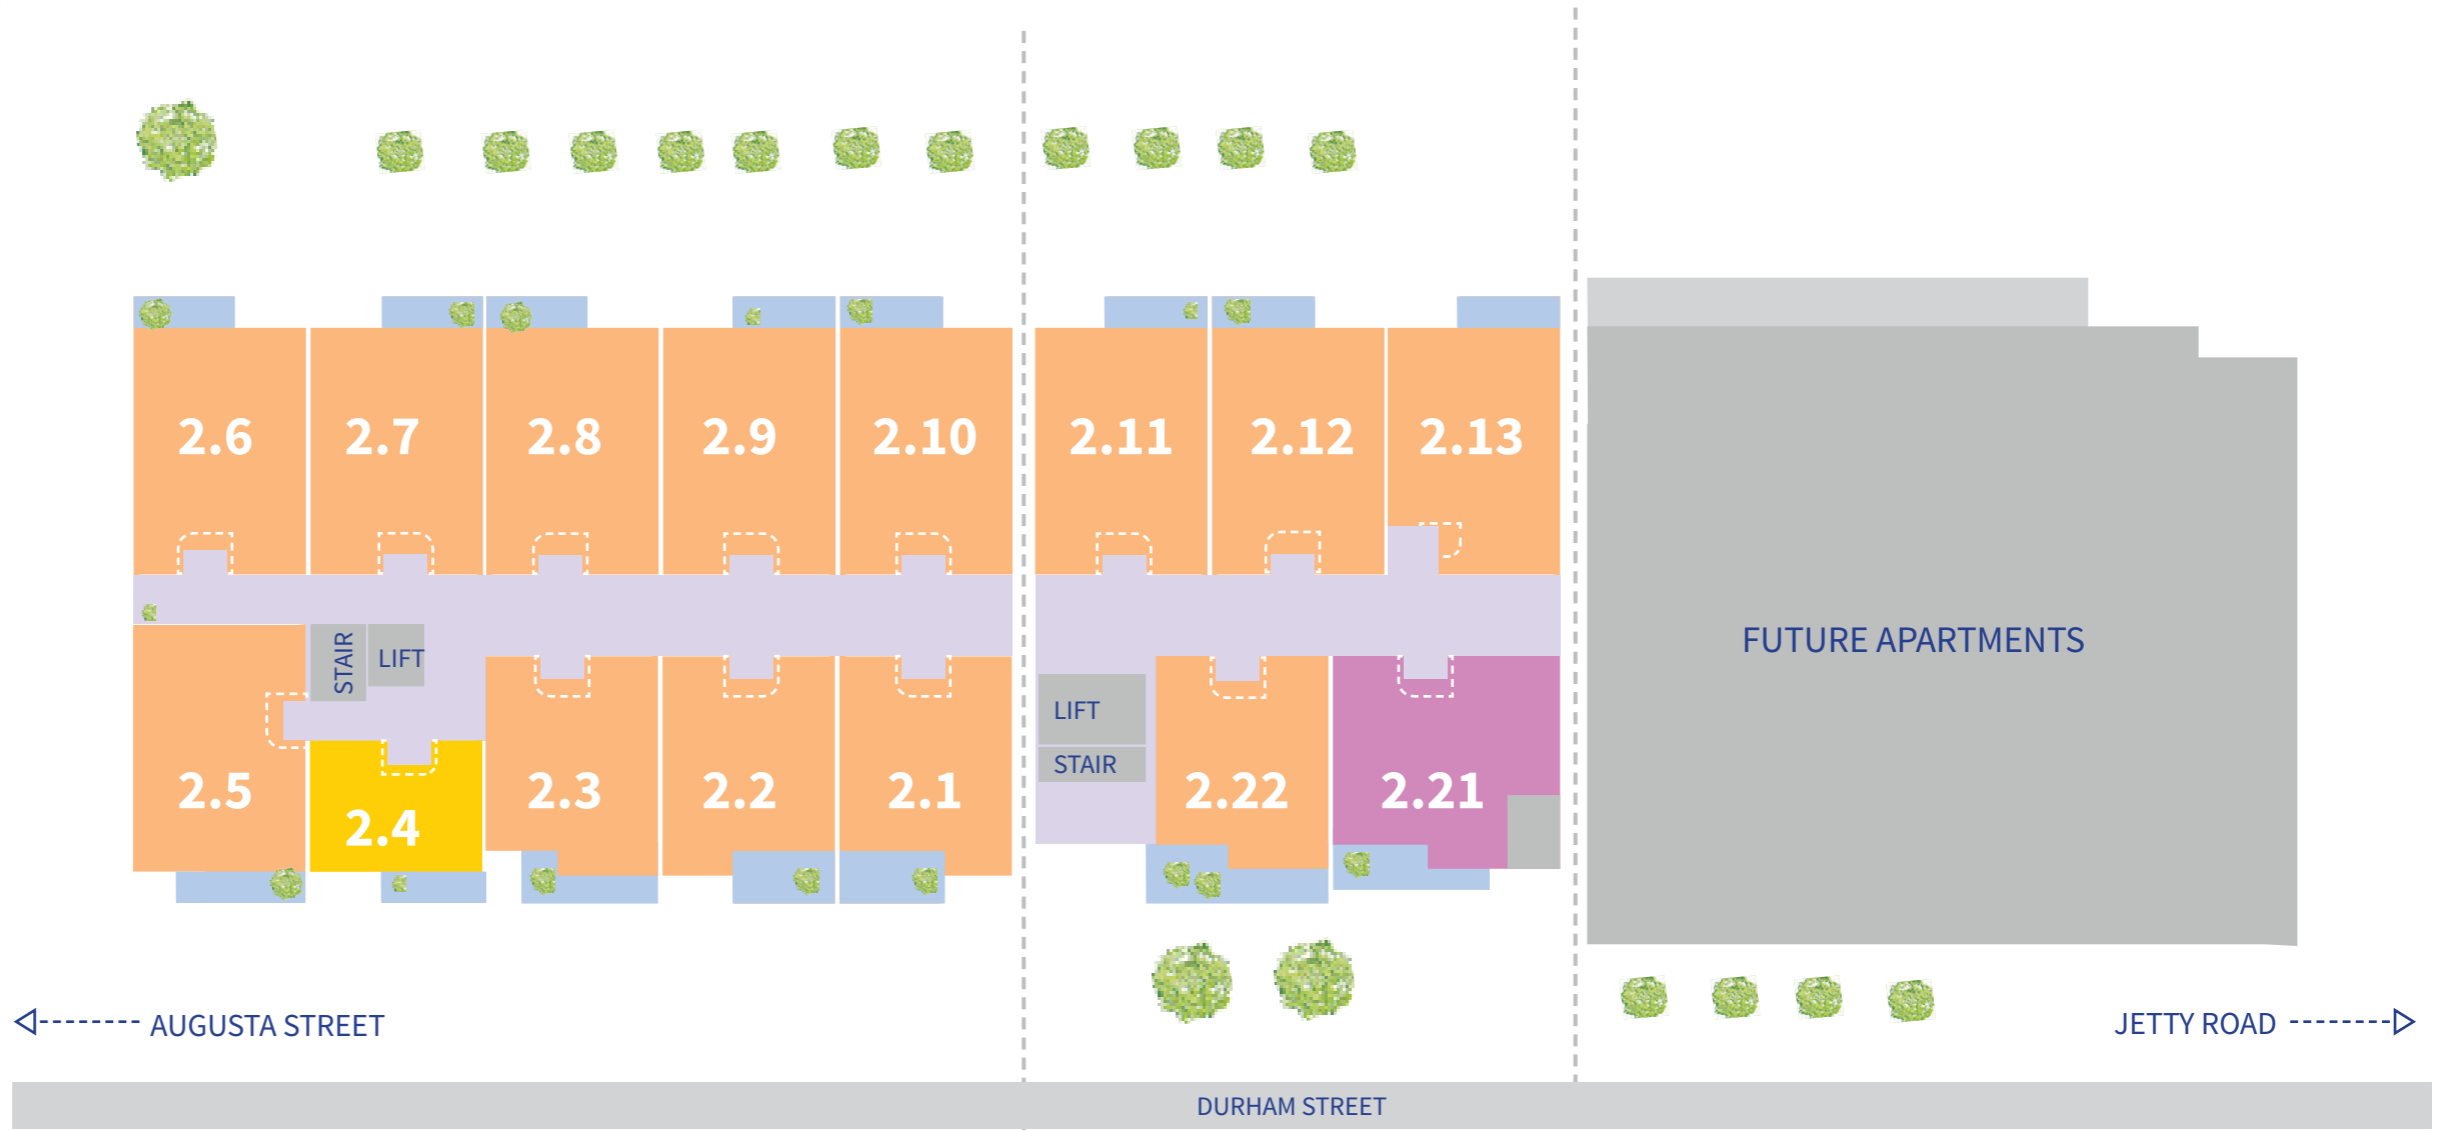 2.6
2.7
2.8
2.9
2.10
2.11
2.12
2.13
STAIR
LIFT
FUTURE APARTMENTS
LIFT
STAIR
2.5
2.4
2.3
2.2
2.1
2.22
2.21
AUGUSTA STREET
JETTY ROAD
DURHAM STREET